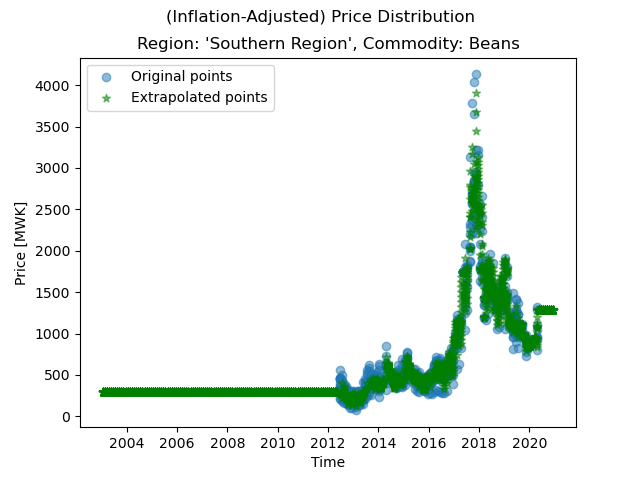 (Inflation-Adjusted) Price Distribution
Region: 'Southern Region', Commodity: Beans
Original points
Extrapolated points
Price [MWK]
4000
3500
3000
2500
2000
1500
1000
500
0
2004 2006 2008 2010 2012 2014 2016 2018 2020
Time